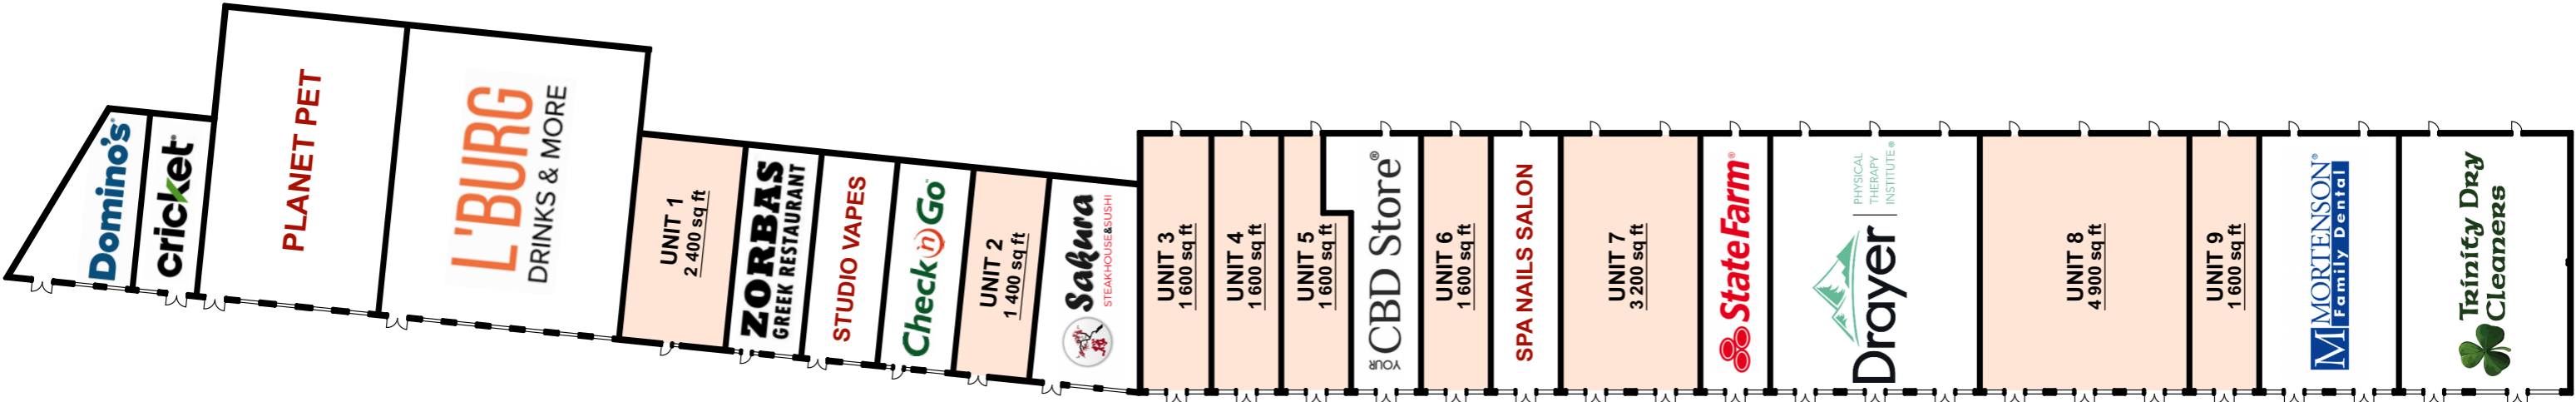 Domino's®
cricket
PLANET PET
L'BURG
DRINKS & MORE
UNIT 1
2 400 sq ft
ZORBAS
GREEK RESTAURANT
STUDIO VAPES
Check 'n Go
UNIT 2
1 400 sq ft
Sakura
STEAKHOUSE&SUSHI
UNIT 3
1 600 sq ft
UNIT 4
1 600 sq ft
UNIT 5
1 600 sq ft
YOUR CBD Store®
UNIT 6
1 600 sq ft
SPA NAILS SALON
UNIT 7
3 200 sq ft
StateFarm®
Drayer
PHYSICAL
THERAPY
INSTITUTE®
UNIT 8
4 900 sq ft
UNIT 9
1 600 sq ft
M MORTENSON®
Family Dental
Trinity Dry
Cleaners